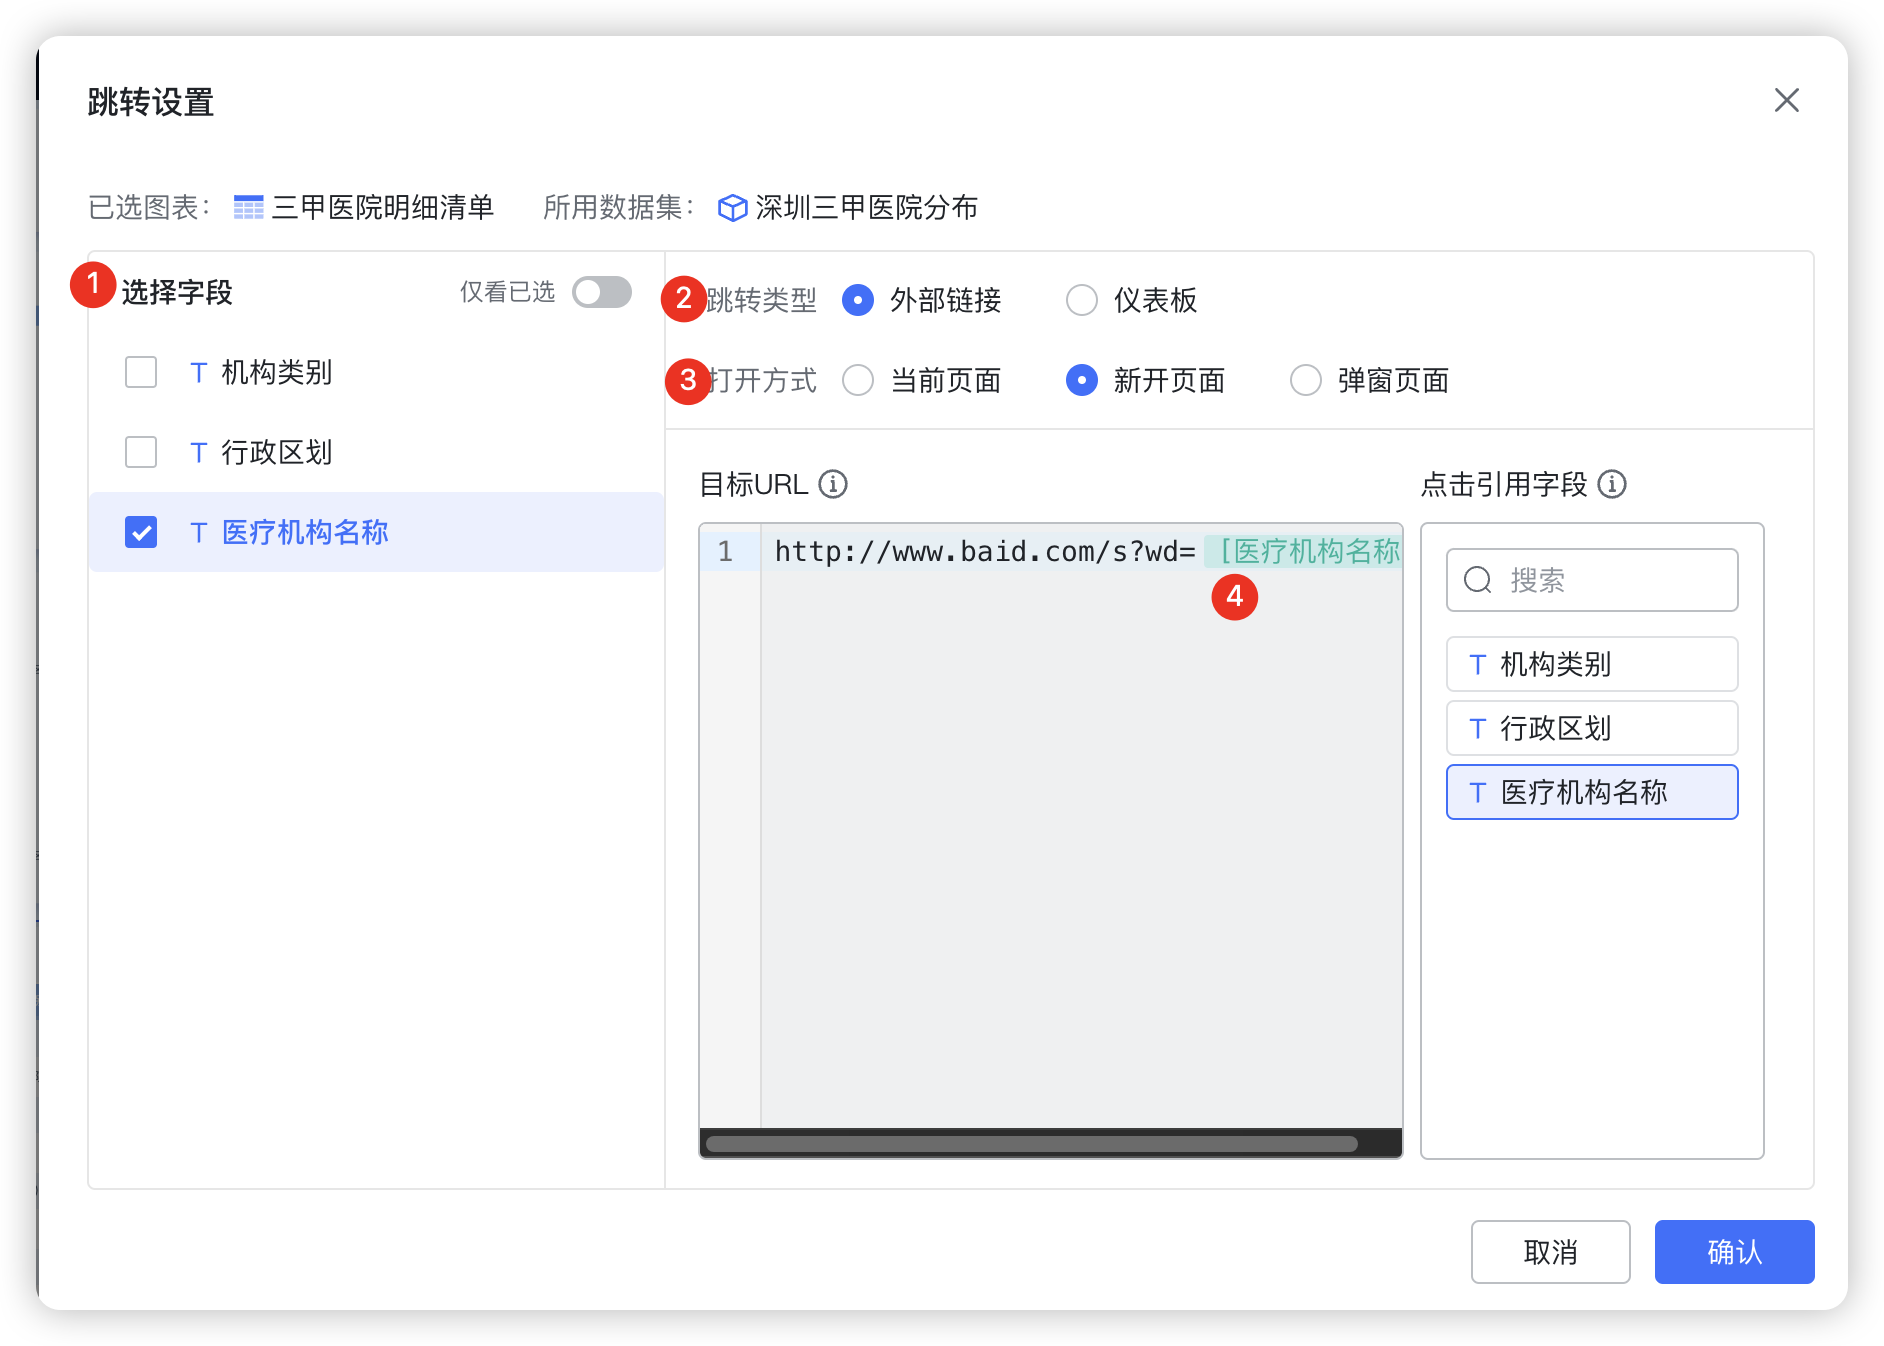 跳转设置
已选图表： 三甲医院明细清单 所用数据集： 深圳三甲医院分布
1 选择字段 仅看已选
T 机构类别
T 行政区划
T 医疗机构名称
2 跳转类型 外部链接 仪表板
3 打开方式 当前页面 新开页面 弹窗页面
目标URL
1 http://www.baid.com/s?wd= [医疗机构名称
4
点击引用字段
搜索
T 机构类别
T 行政区划
T 医疗机构名称
取消 确认